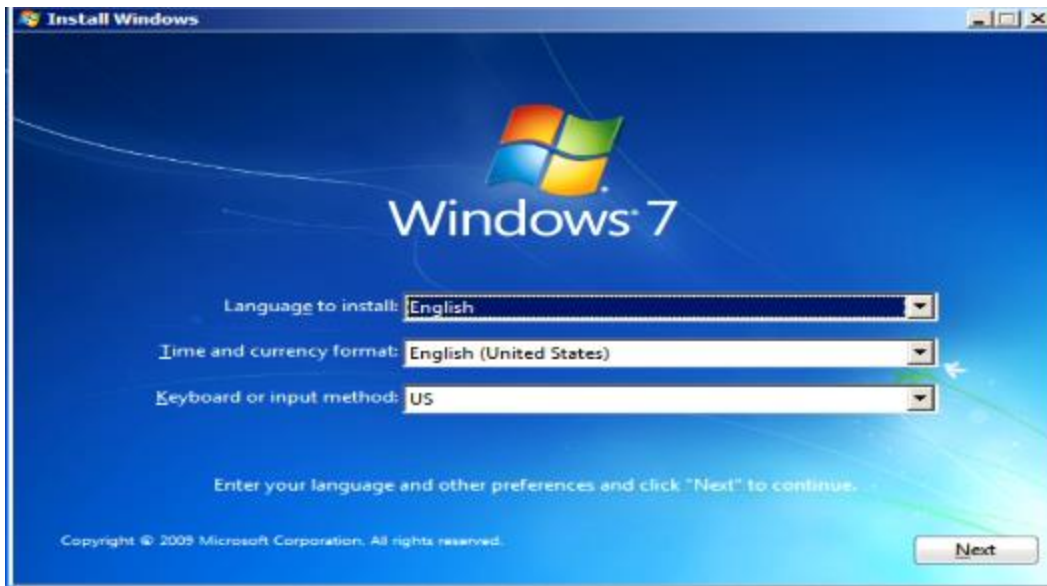 Install Windows
Windows 7
Language to install: English
Time and currency format: English (United States)
Keyboard or input method: US
Enter your language and other preferences and click "Next" to continue.
Copyright © 2009 Microsoft Corporation. All rights reserved.
Next